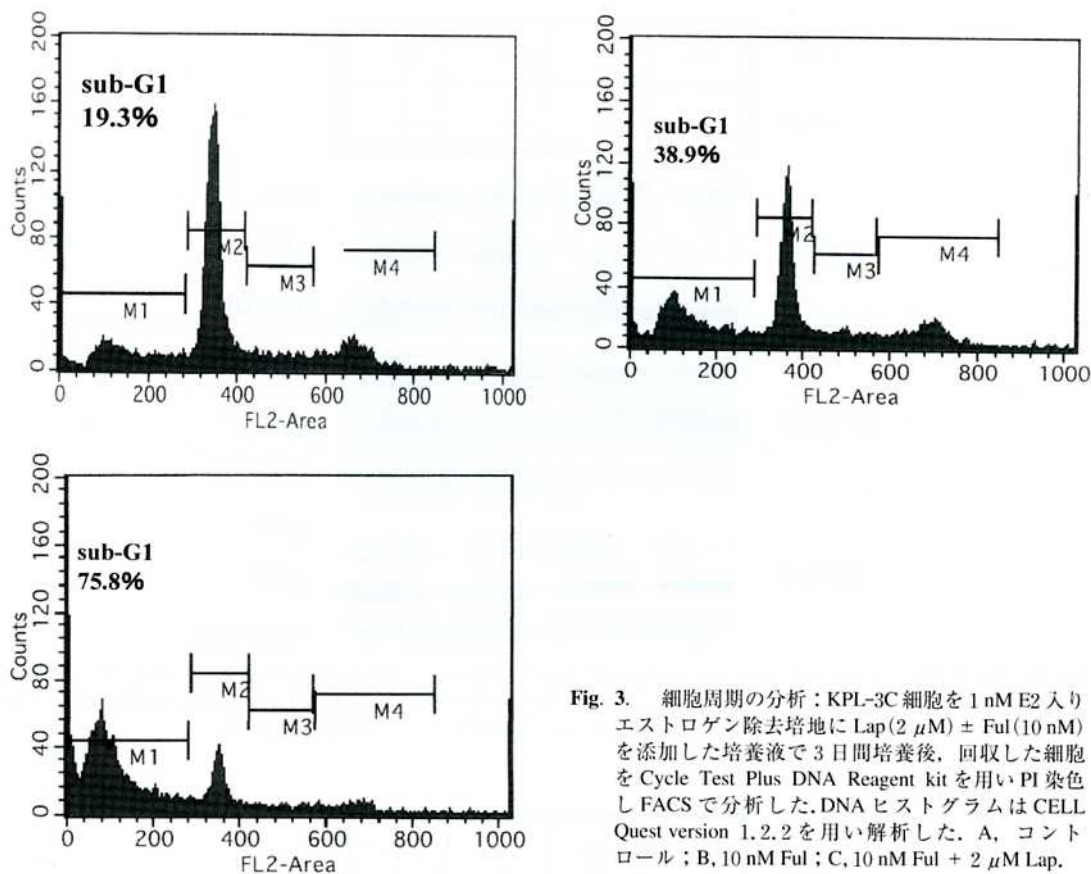 200
160
120
80
40
0
Counts
sub-G1
19.3%
M1
M2
M3
M4
0 200 400 600 800 1000
FL2-Area
200
160
120
80
40
0
Counts
sub-G1
38.9%
M1
M2
M3
M4
0 200 400 600 800 1000
FL2-Area
200
160
120
80
40
0
Counts
sub-G1
75.8%
M1
M2
M3
M4
0 200 400 600 800 1000
FL2-Area
Fig. 3. 細胞周期の分析：KPL-3C 細胞を 1 nM E2 入り
エストロゲン除去培地に Lap(2 μM) ± Ful(10 nM)
を添加した培養液で 3 日間培養後，回収した細胞
を Cycle Test Plus DNA Reagent kit を用い PI 染色
し FACS で分析した．DNA ヒストグラムは CELL
Quest version 1.2.2 を用い解析した．A, コント
ロール；B, 10 nM Ful；C, 10 nM Ful + 2 μM Lap.